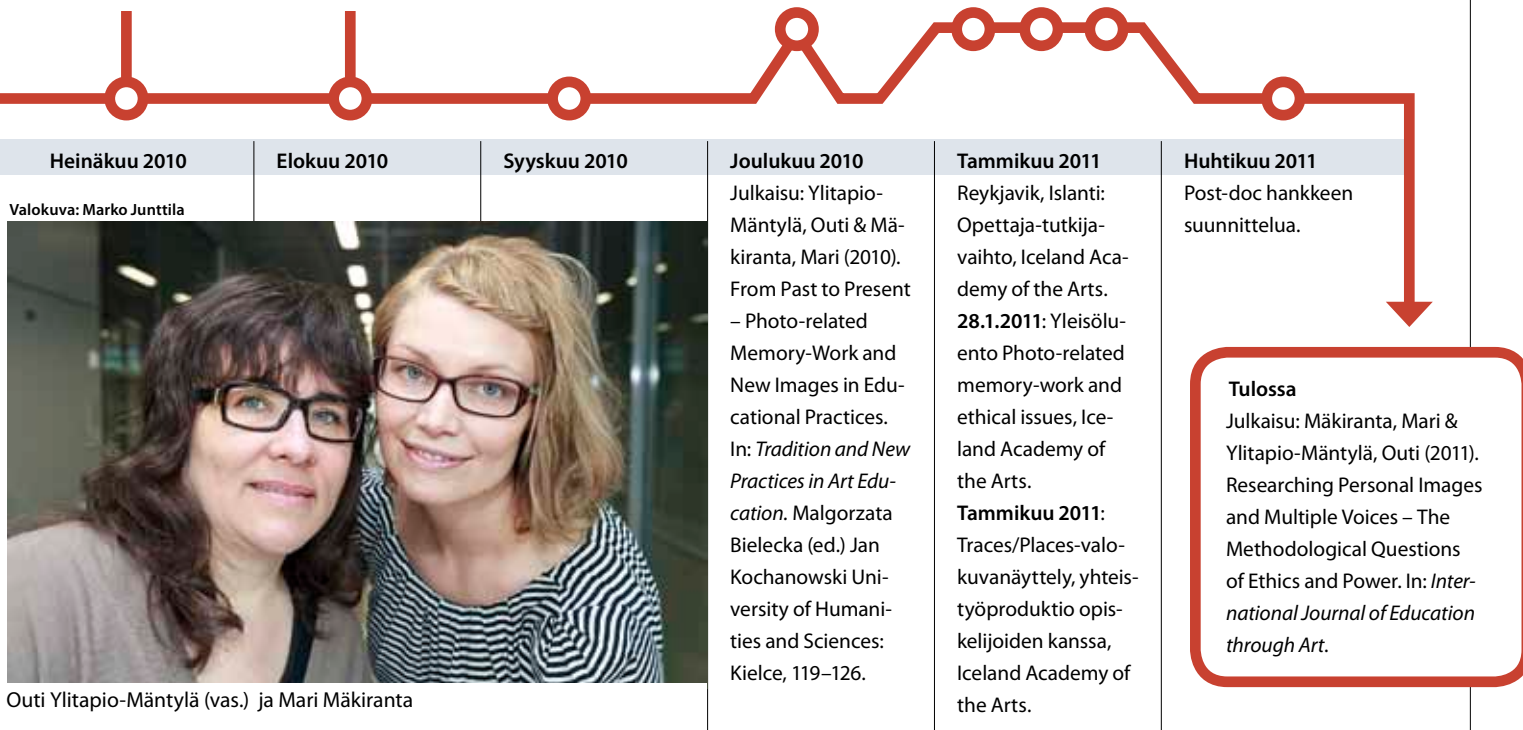 Heinäkuu 2010
Elokuu 2010
Syyskuu 2010
Valokuva: Marko Junttila
Outi Ylitapio-Mäntylä (vas.) ja Mari Mäkiranta
Joulukuu 2010
Julkaisu: Ylitapio-
Mäntylä, Outi & Mä-
kiranta, Mari (2010).
From Past to Present
– Photo-related
Memory-Work and
New Images in Edu-
cational Practices.
In: Tradition and New
Practices in Art Edu-
cation. Malgorzata
Bielecka (ed.) Jan
Kochanowski Uni-
versity of Humani-
ties and Sciences:
Kielce, 119–126.
Tammikuu 2011
Reykjavik, Islanti:
Opettaja-tutkija-
vaihto, Iceland Aca-
demy of the Arts.
28.1.2011: Yleisölu-
ento Photo-related
memory-work and
ethical issues, Ice-
land Academy of
the Arts.
Tammikuu 2011:
Traces/Places-valo-
kuvanäyttely, yhteis-
työproduktio opis-
kelijoiden kanssa,
Iceland Academy of
the Arts.
Huhtikuu 2011
Post-doc hankkeen
suunnittelua.
Tulossa
Julkaisu: Mäkiranta, Mari &
Ylitapio-Mäntylä, Outi (2011).
Researching Personal Images
and Multiple Voices – The
Methodological Questions
of Ethics and Power. In: Inter-
national Journal of Education
through Art.